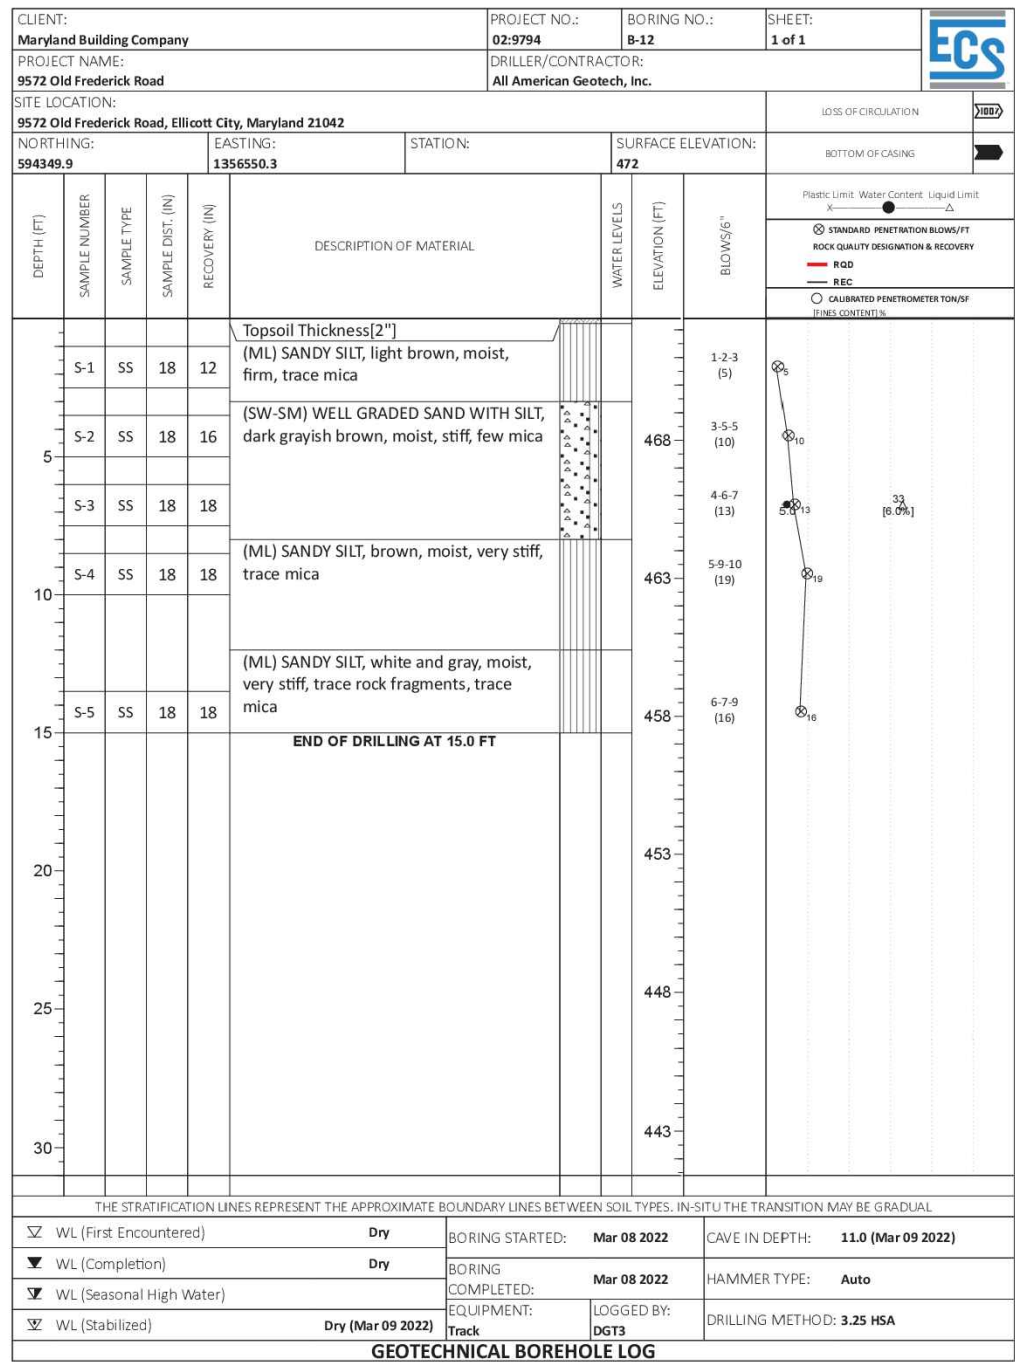 CLIENT:
Maryland Building Company
PROJECT NO.:
02:9794
BORING NO.:
B-12
SHEET:
1 of 1
ECS
PROJECT NAME:
9572 Old Frederick Road
DRILLER/CONTRACTOR:
All American Geotech, Inc.
SITE LOCATION:
9572 Old Frederick Road, Ellicott City, Maryland 21042
LOSS OF CIRCULATION
NORTHING:
594349.9
EASTING:
1356550.3
STATION:
SURFACE ELEVATION:
472
BOTTOM OF CASING
DEPTH (FT)
SAMPLE NUMBER
SAMPLE TYPE
SAMPLE DIST. (IN)
RECOVERY (IN)
DESCRIPTION OF MATERIAL
WATER LEVELS
ELEVATION (FT)
BLOWS/6"
Plastic Limit Water Content Liquid Limit
STANDARD PENETRATION BLOWS/FT
ROCK QUALITY DESIGNATION & RECOVERY
RQD
REC
CALIBRATED PENETROMETER TON/SF
[FINES CONTENT] %
Topsoil Thickness[2"]
S-1 SS 18 12
(ML) SANDY SILT, light brown, moist,
firm, trace mica
1-2-3
(5)
5
S-2 SS 18 16
(SW-SM) WELL GRADED SAND WITH SILT,
dark grayish brown, moist, stiff, few mica
468
3-5-5
(10)
10
5
S-3 SS 18 18
4-6-7
(13)
5.0
13
33
[6.0%]
S-4 SS 18 18
(ML) SANDY SILT, brown, moist, very stiff,
trace mica
463
5-9-10
(19)
19
10
(ML) SANDY SILT, white and gray, moist,
very stiff, trace rock fragments, trace
mica
S-5 SS 18 18
458
6-7-9
(16)
16
15
END OF DRILLING AT 15.0 FT
453
20
448
25
443
30
THE STRATIFICATION LINES REPRESENT THE APPROXIMATE BOUNDARY LINES BETWEEN SOIL TYPES. IN-SITU THE TRANSITION MAY BE GRADUAL
WL (First Encountered) Dry
WL (Completion) Dry
WL (Seasonal High Water)
WL (Stabilized) Dry (Mar 09 2022)
BORING STARTED: Mar 08 2022
BORING
COMPLETED: Mar 08 2022
EQUIPMENT:
Track
LOGGED BY:
DGT3
CAVE IN DEPTH: 11.0 (Mar 09 2022)
HAMMER TYPE: Auto
DRILLING METHOD: 3.25 HSA
GEOTECHNICAL BOREHOLE LOG